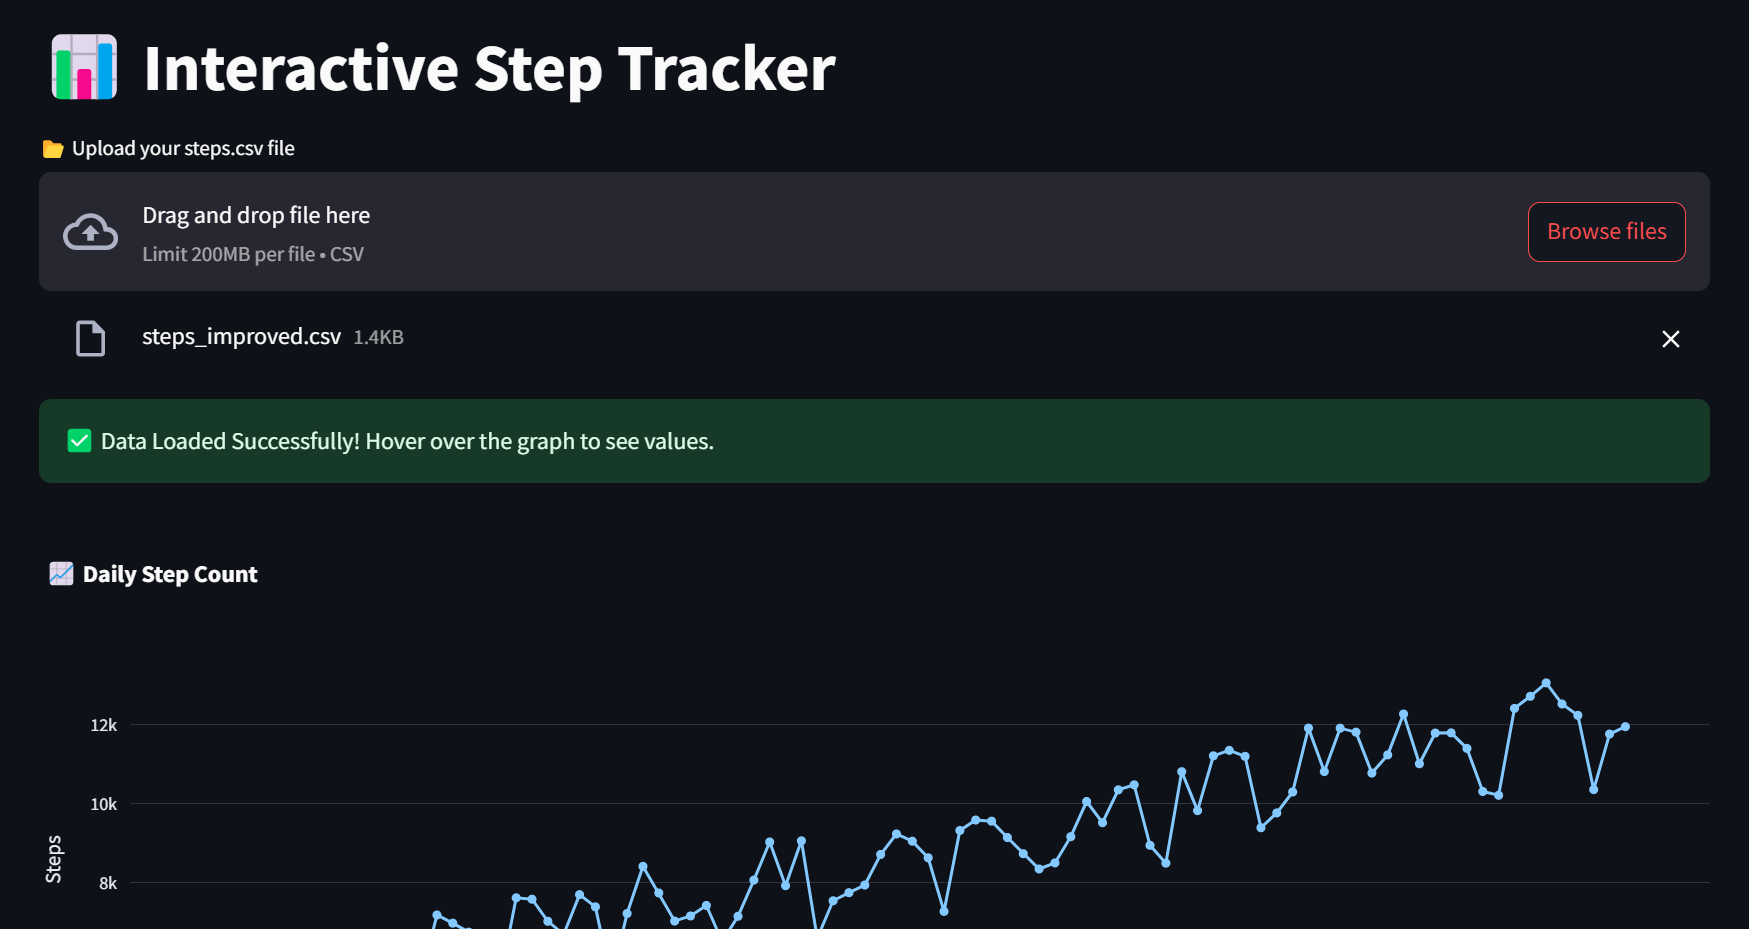 Interactive Step Tracker
Upload your steps.csv file
Drag and drop file here
Limit 200MB per file • CSV
Browse files
steps_improved.csv 1.4KB
Data Loaded Successfully! Hover over the graph to see values.
Daily Step Count
12k
10k
Steps
8k